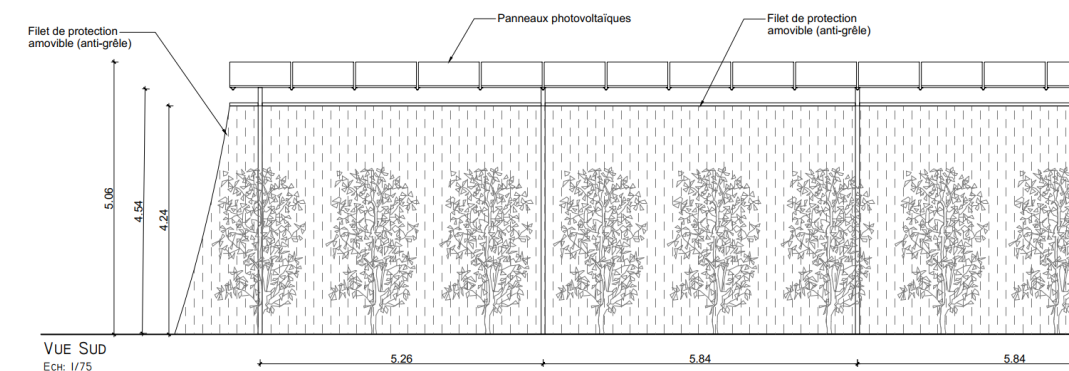 Panneaux photovoltaïques
Filet de protection
amovible (anti-grêle)
Filet de protection
amovible (anti-grêle)
5.06
4.54
4.24
VUE SUD
ECH: 1/75
5.26
5.84
5.84